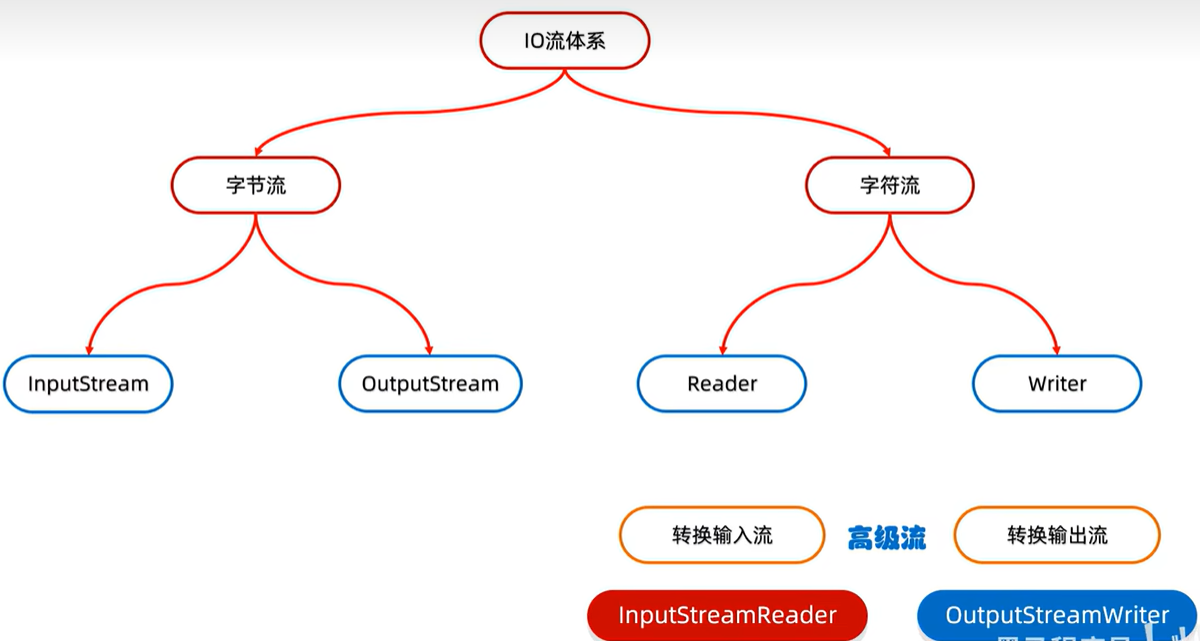 IO流体系
字节流
字符流
InputStream
OutputStream
Reader
Writer
转换输入流
高级流
转换输出流
InputStreamReader
OutputStreamWriter